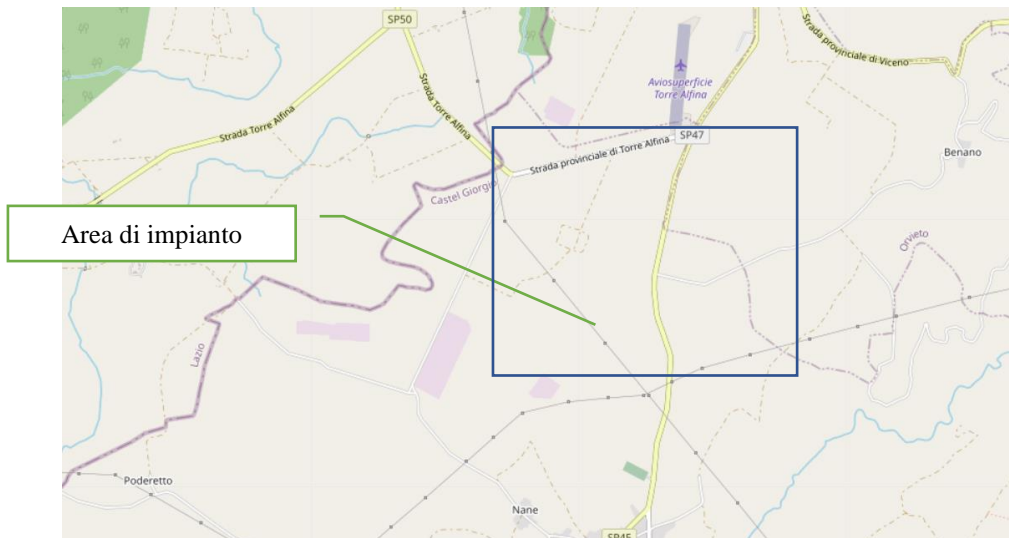 SP50
Strada provinciale di Viceno
Strada Torre Alfina
Aviosuperficie
Torre Alfina
Strada Torre Alfina
SP47
Strada provinciale di Torre Alfina
Benano
Castel Giorgio
Area di impianto
Orvieto
Lazio
Poderetto
Nane
SP45